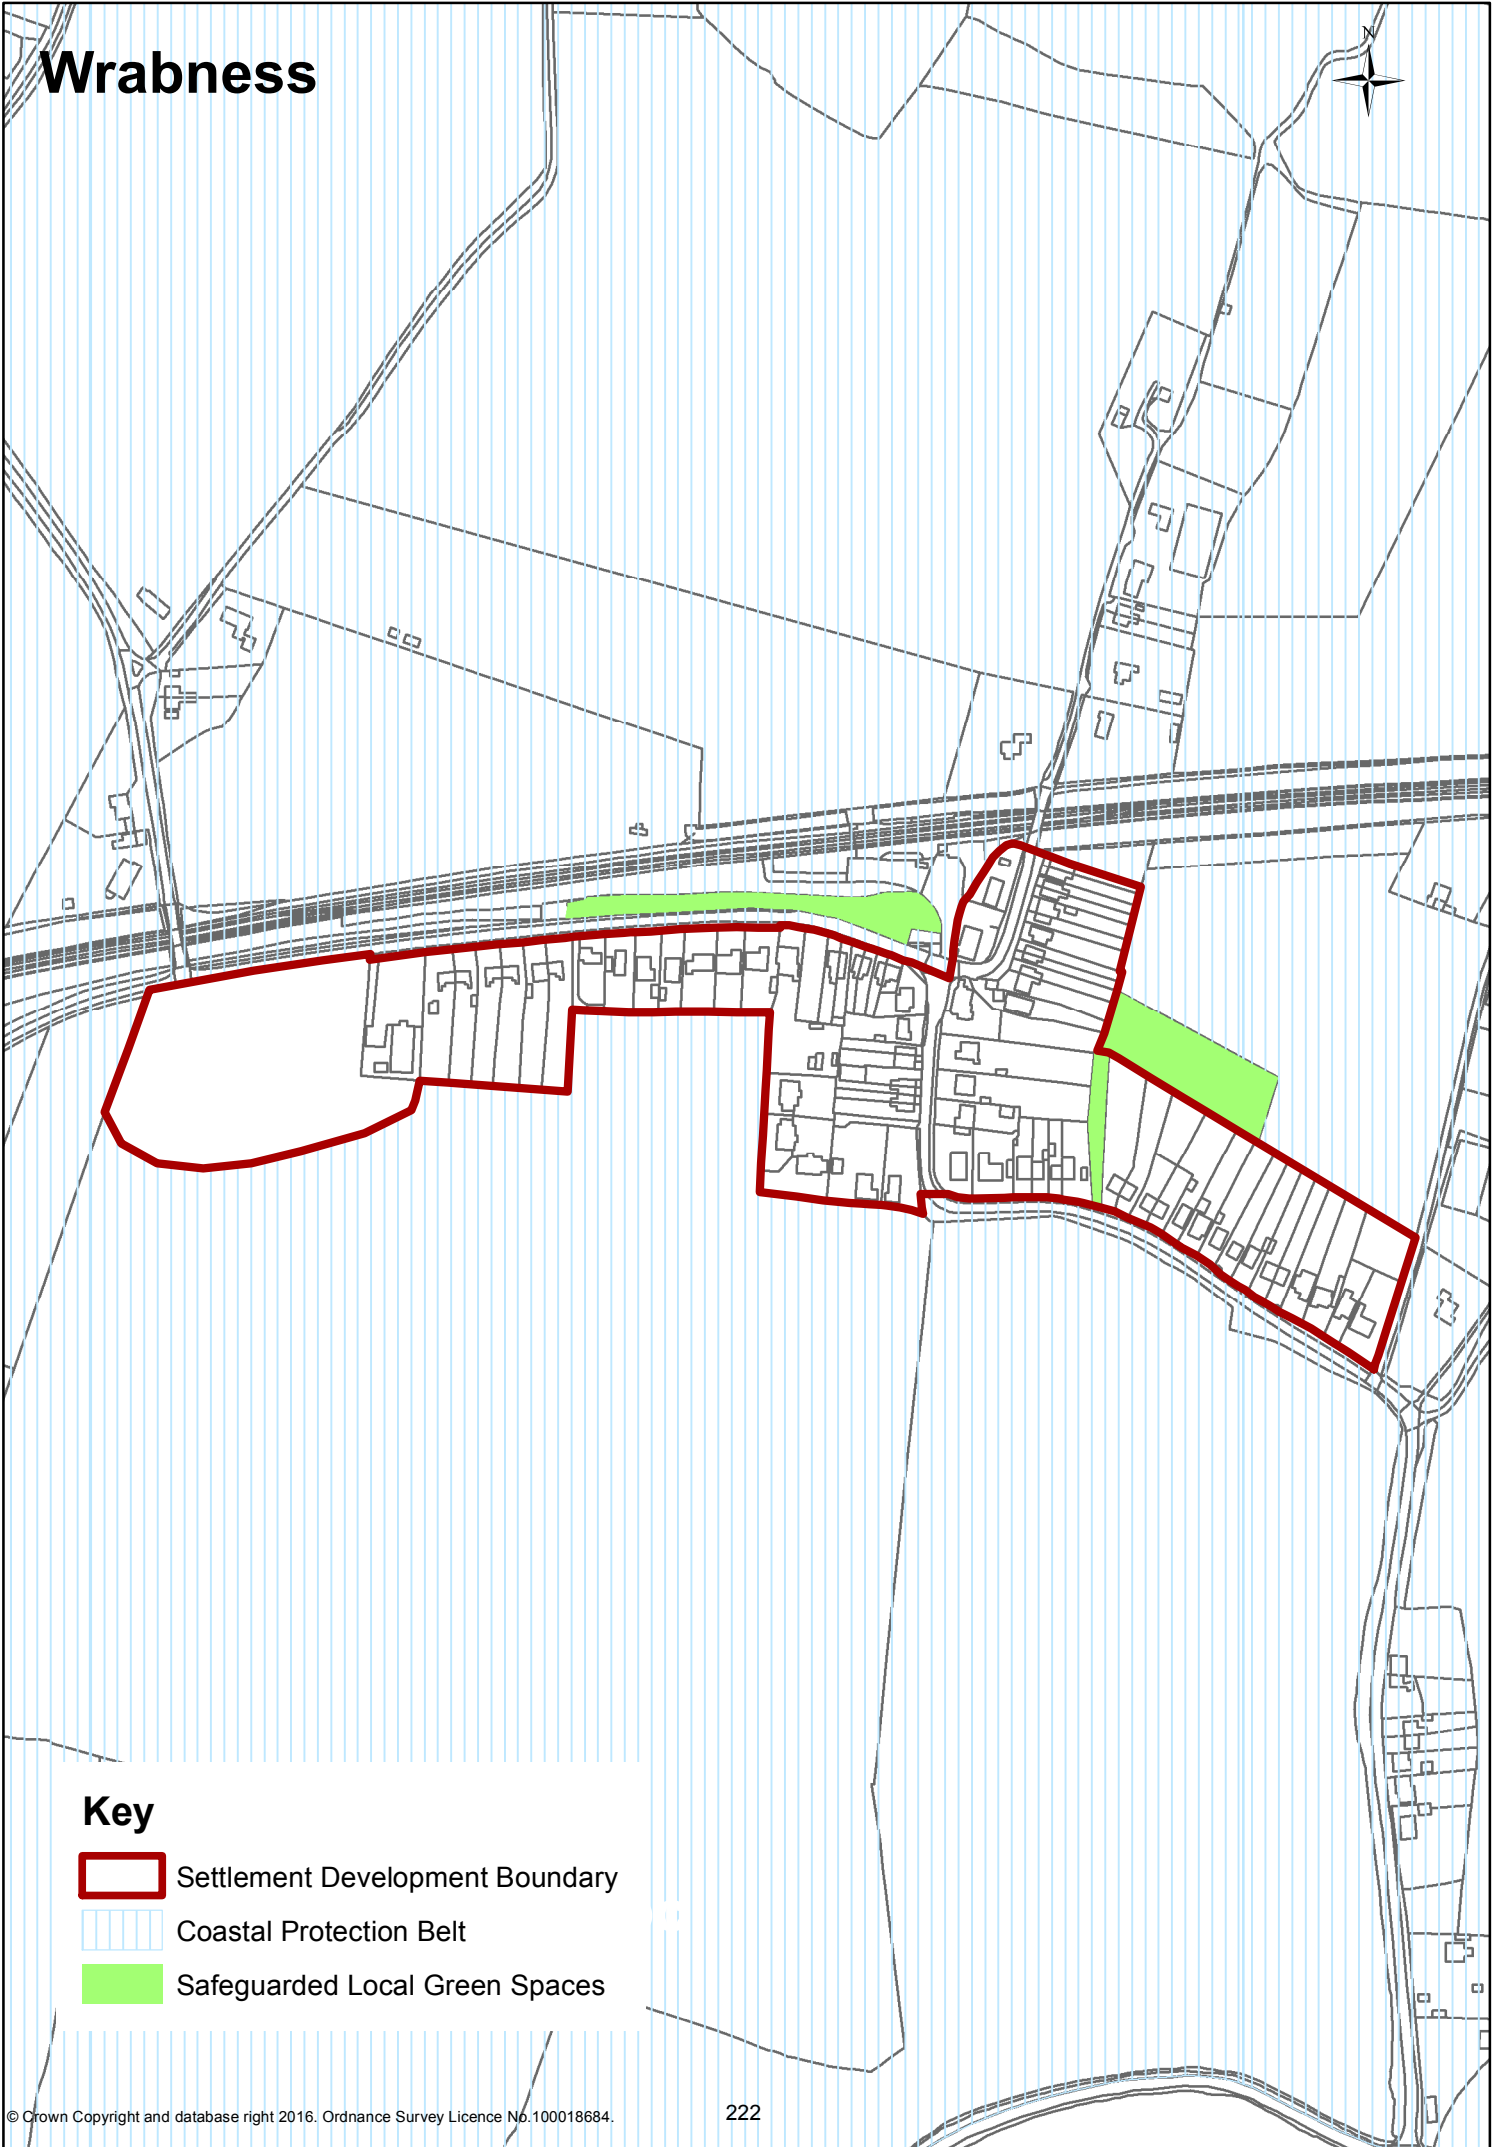 Wrabness
N
Key
Settlement Development Boundary
Coastal Protection Belt
Safeguarded Local Green Spaces
© Crown Copyright and database right 2016. Ordnance Survey Licence No.100018684.
222